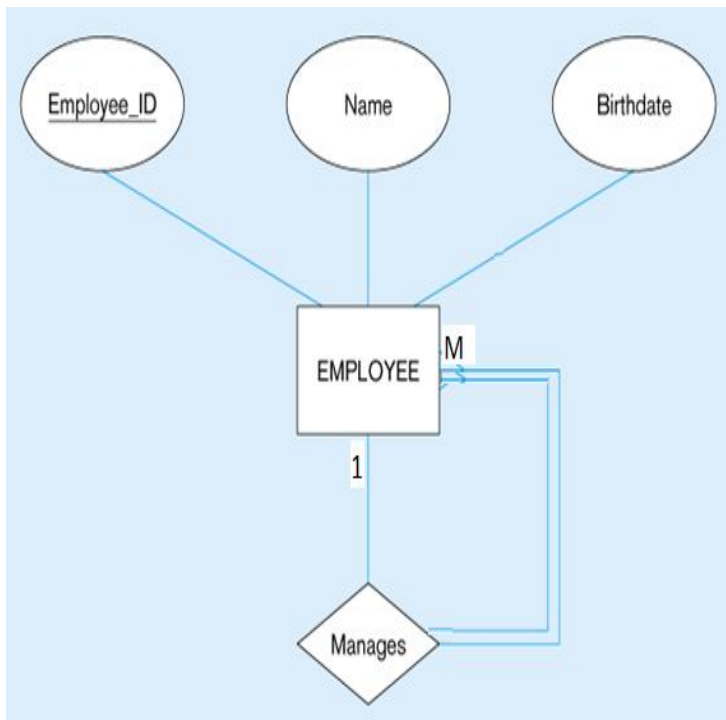 Employee_ID
Name
Birthdate
EMPLOYEE
M
1
Manages